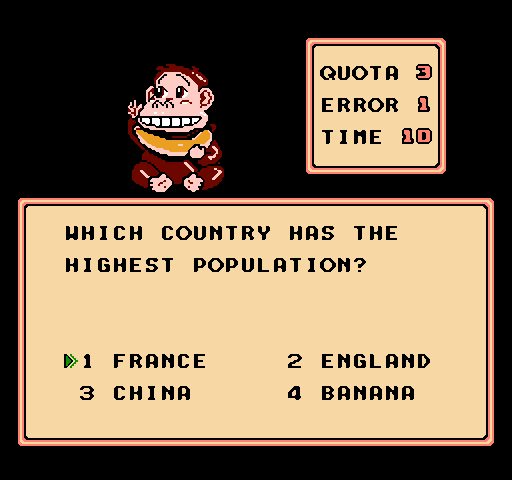 QUOTA 3
ERROR 1
TIME 10
WHICH COUNTRY HAS THE
HIGHEST POPULATION?
1 FRANCE 2 ENGLAND
3 CHINA 4 BANANA